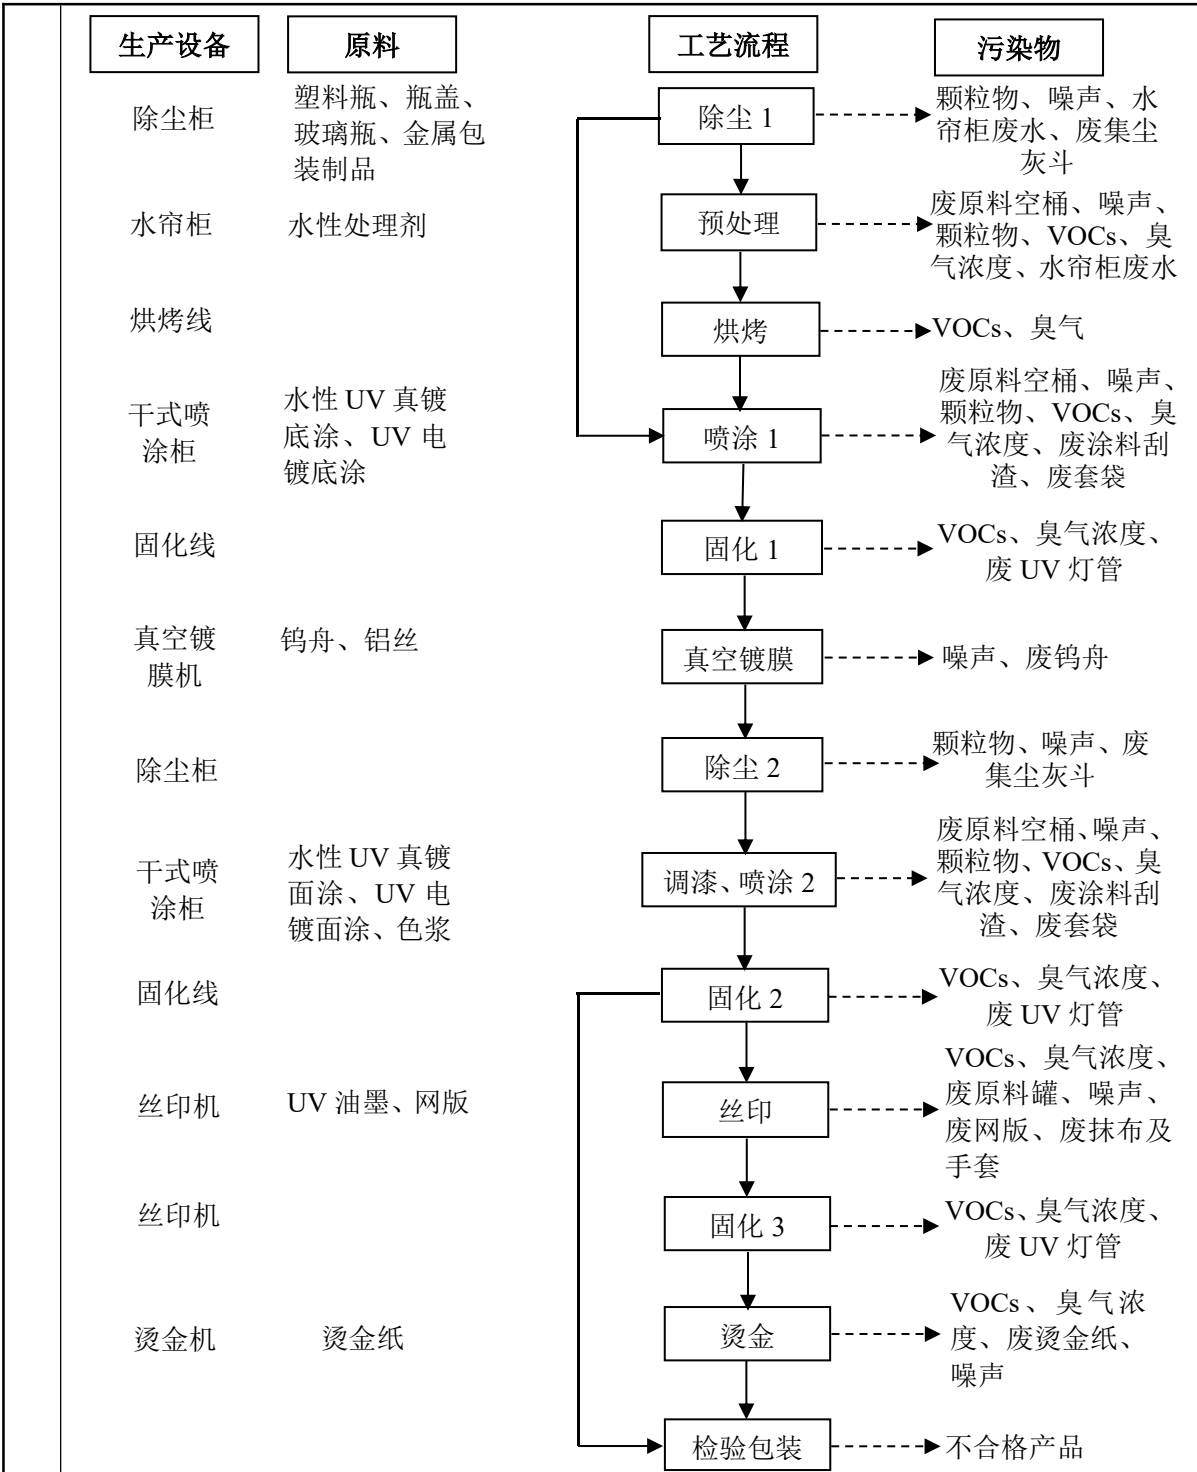 生产设备 原料 工艺流程 污染物
除尘柜
塑料瓶、瓶盖、
玻璃瓶、金属包
装制品
除尘 1
颗粒物、噪声、水
帘柜废水、废集尘
灰斗
水帘柜
水性处理剂
预处理
废原料空桶、噪声、
颗粒物、VOCs、臭
气浓度、水帘柜废水
烘烤线
烘烤
VOCs、臭气
干式喷
涂柜
水性 UV 真镀
底涂、UV 电
镀底涂
喷涂 1
废原料空桶、噪声、
颗粒物、VOCs、臭
气浓度、废涂料刮
渣、废套袋
固化线
固化 1
VOCs、臭气浓度、
废 UV 灯管
真空镀
膜机
钨舟、铝丝
真空镀膜
噪声、废钨舟
除尘柜
除尘 2
颗粒物、噪声、废
集尘灰斗
干式喷
涂柜
水性 UV 真镀
面涂、UV 电
镀面涂、色浆
调漆、喷涂 2
废原料空桶、噪声、
颗粒物、VOCs、臭
气浓度、废涂料刮
渣、废套袋
固化线
固化 2
VOCs、臭气浓度、
废 UV 灯管
丝印机
UV 油墨、网版
丝印
VOCs、臭气浓度、
废原料罐、噪声、
废网版、废抹布及
手套
丝印机
固化 3
VOCs、臭气浓度、
废 UV 灯管
烫金机
烫金纸
烫金
VOCs、臭气浓
度、废烫金纸、
噪声
检验包装
不合格产品